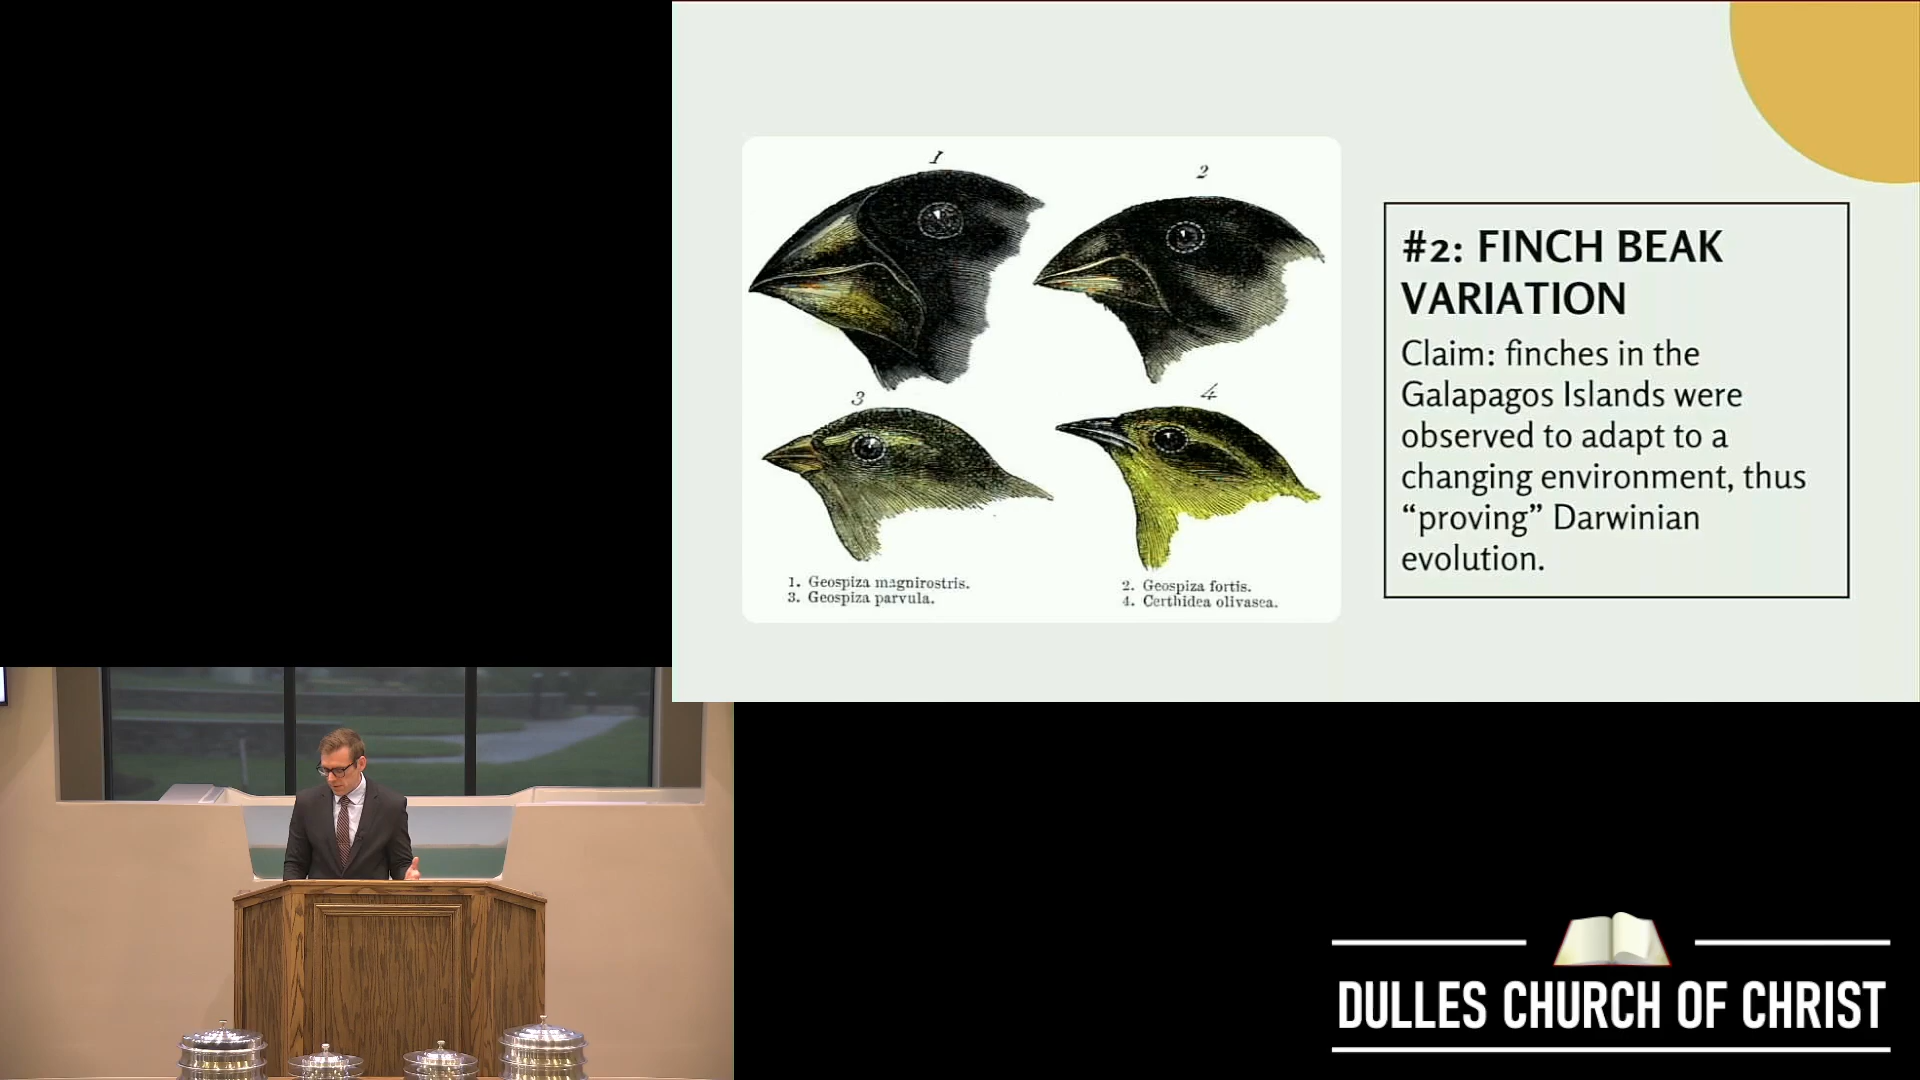 1
2
3
4
1. Geospiza magnirostris.
2. Geospiza fortis.
3. Geospiza parvula.
4. Certhidea olivasea.
#2: FINCH BEAK
VARIATION
Claim: finches in the
Galapagos Islands were
observed to adapt to a
changing environment, thus
“proving” Darwinian
evolution.
DULLES CHURCH OF CHRIST